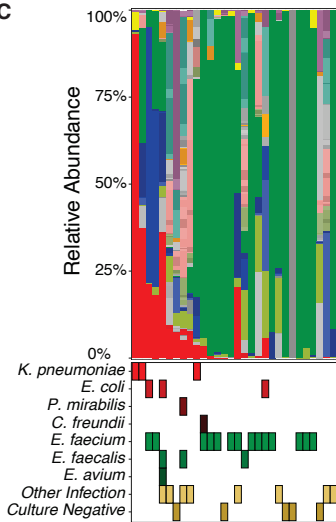 C
100%
75%
50%
25%
0%
Relative Abundance
K. pneumoniae
E. coli
P. mirabilis
C. freundii
E. faecium
E. faecalis
E. avium
Other Infection
Culture Negative